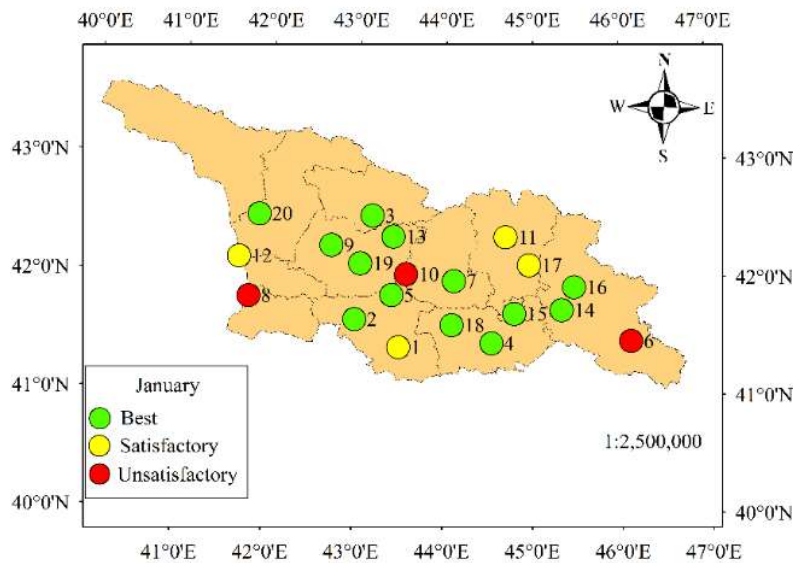 40°0'E 41°0'E 42°0'E 43°0'E 44°0'E 45°0'E 46°0'E 47°0'E
N
W E
S
43°0'N 43°0'N
20 3
13 11
9
12 42°0'N 42°0'N
19 17
10 7 16
8 5
2 18 15 14
1 4 6
41°0'N 41°0'N
January
Best
Satisfactory
Unsatisfactory
1:2,500,000
40°0'N 40°0'N
41°0'E 42°0'E 43°0'E 44°0'E 45°0'E 46°0'E 47°0'E